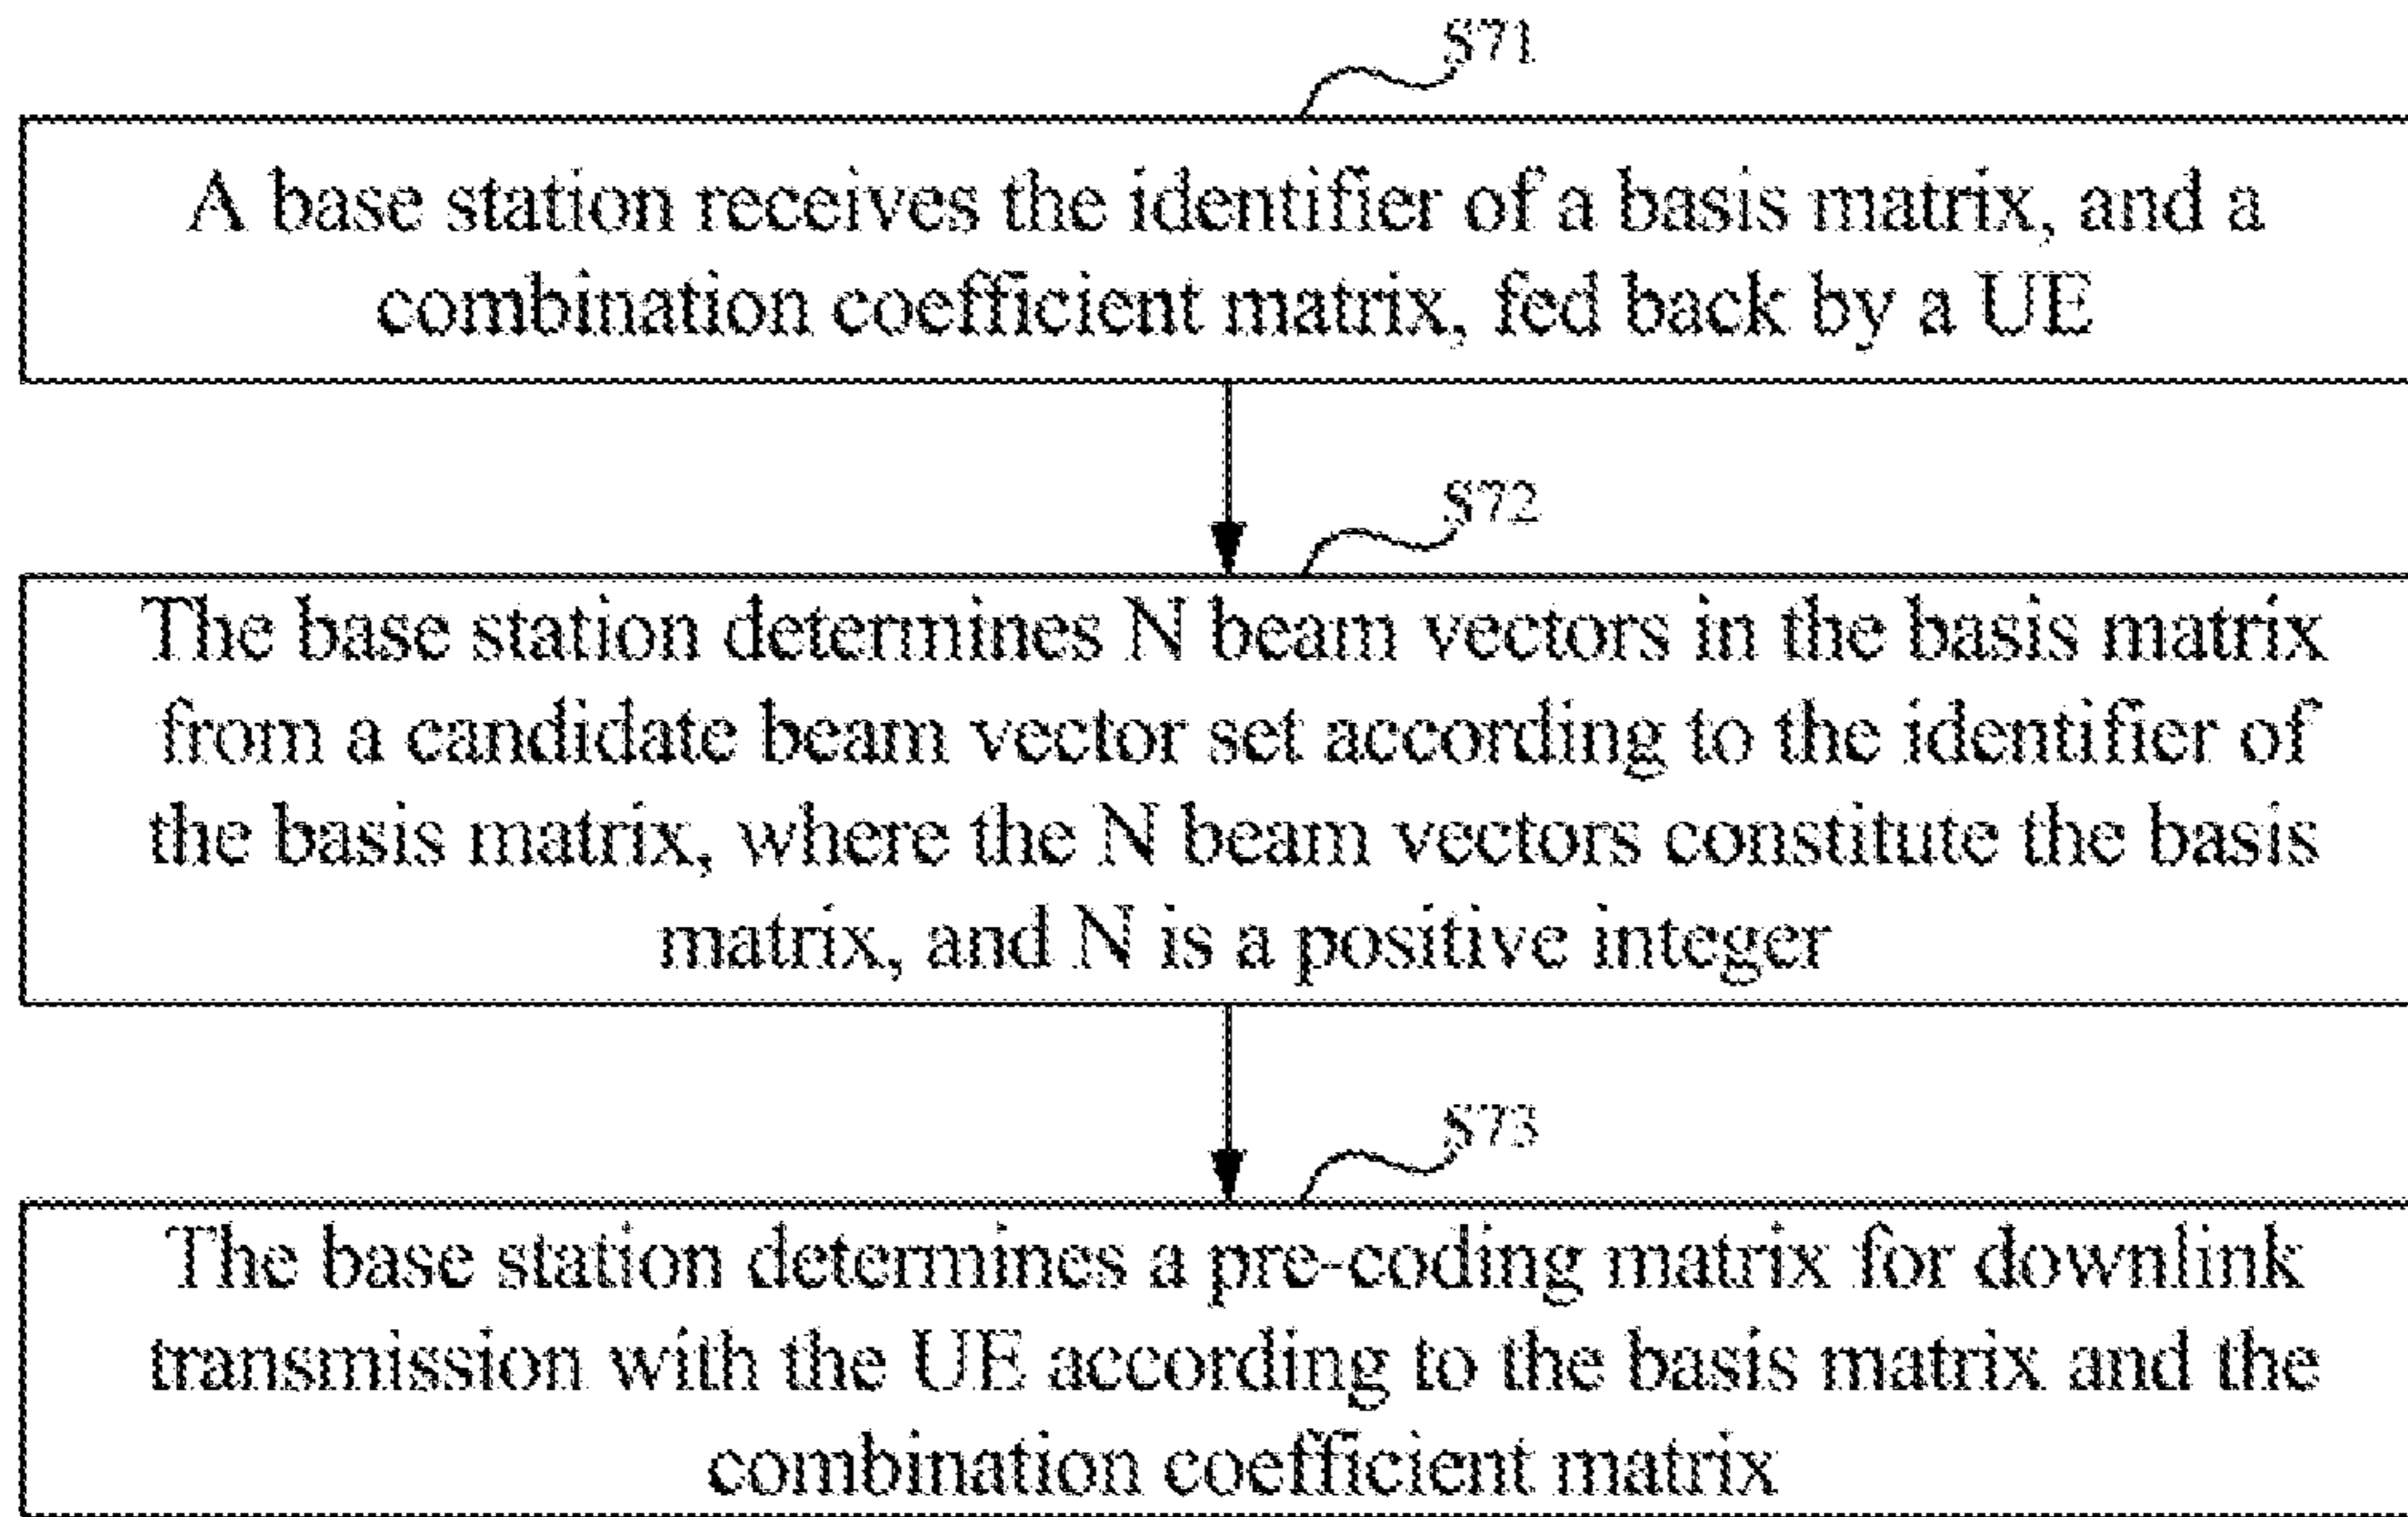 S71
A base station receives the identifier of a basis matrix, and a
combination coefficient matrix, fed back by a UE
S72
The base station determines N beam vectors in the basis matrix
from a candidate beam vector set according to the identifier of
the basis matrix, where the N beam vectors constitute the basis
matrix, and N is a positive integer
S73
The base station determines a pre-coding matrix for downlink
transmission with the UE according to the basis matrix and the
combination coefficient matrix